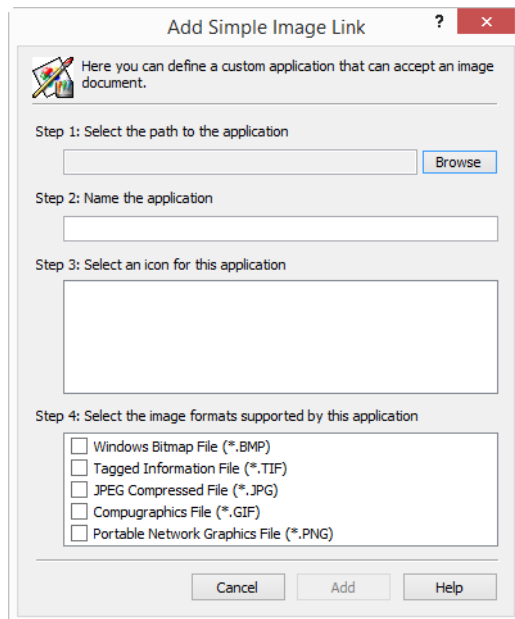 Add Simple Image Link
?
Here you can define a custom application that can accept an image
document.
Step 1: Select the path to the application
Browse
Step 2: Name the application
Step 3: Select an icon for this application
Step 4: Select the image formats supported by this application
Windows Bitmap File (*.BMP)
Tagged Information File (*.TIF)
JPEG Compressed File (*.JPG)
Compugraphics File (*.GIF)
Portable Network Graphics File (*.PNG)
Cancel Add Help